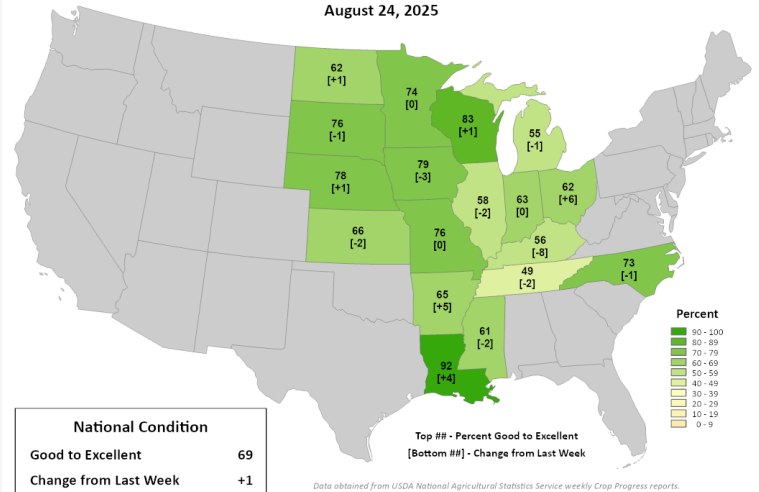 August 24, 2025
62
[+1]
74
[0]
83
[+1]
76
[-1]
55
[-1]
79
[-3]
78
[+1]
62
[+6]
58
[-2]
63
[0]
66
[-2]
76
[0]
56
[-8]
73
[-1]
49
[-2]
65
[+5]
61
[-2]
92
[+4]
Percent
90 - 100
80 - 89
70 - 79
60 - 69
50 - 59
40 - 49
30 - 39
20 - 29
10 - 19
0 - 9
National Condition
Good to Excellent 69
Change from Last Week +1
Top ## - Percent Good to Excellent
[Bottom ##] - Change from Last Week
Data obtained from USDA National Agricultural Statistics Service weekly Crop Progress reports.